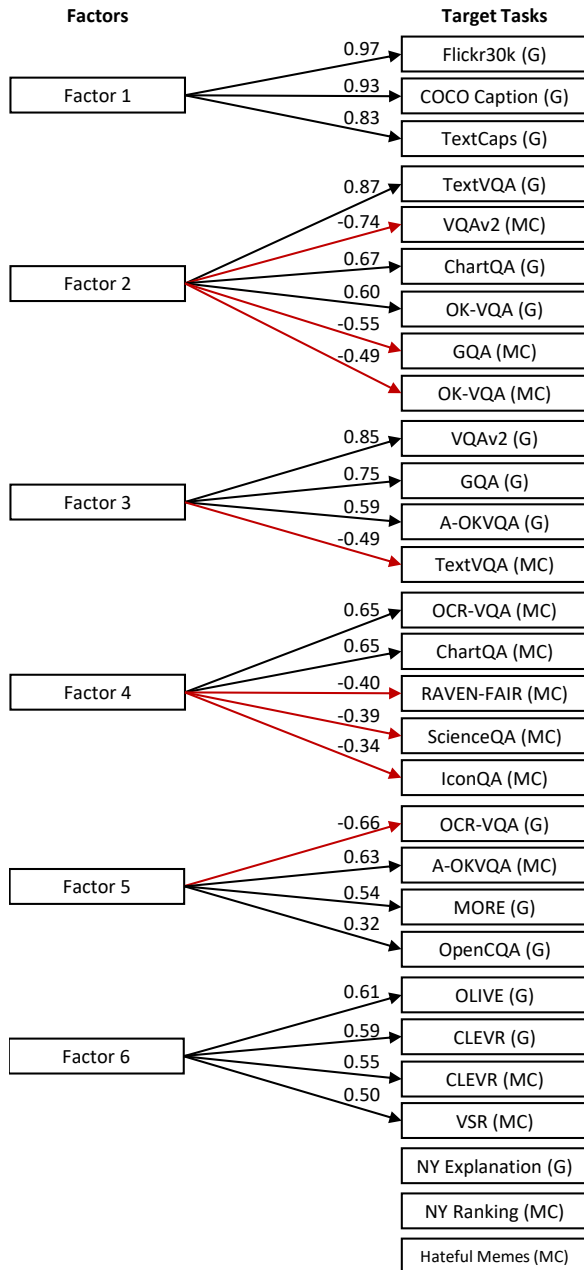 Factors Target Tasks
Factor 1
0.97 Flickr30k (G)
0.93 COCO Caption (G)
0.83 TextCaps (G)
Factor 2
0.87 TextVQA (G)
-0.74 VQAv2 (MC)
0.67 ChartQA (G)
0.60 OK-VQA (G)
-0.55 GQA (MC)
-0.49 OK-VQA (MC)
Factor 3
0.85 VQAv2 (G)
0.75 GQA (G)
0.59 A-OKVQA (G)
-0.49 TextVQA (MC)
Factor 4
0.65 OCR-VQA (MC)
0.65 ChartQA (MC)
-0.40 RAVEN-FAIR (MC)
-0.39 ScienceQA (MC)
-0.34 IconQA (MC)
Factor 5
-0.66 OCR-VQA (G)
0.63 A-OKVQA (MC)
0.54 MORE (G)
0.32 OpenCQA (G)
Factor 6
0.61 OLIVE (G)
0.59 CLEVR (G)
0.55 CLEVR (MC)
0.50 VSR (MC)
NY Explanation (G)
NY Ranking (MC)
Hateful Memes (MC)